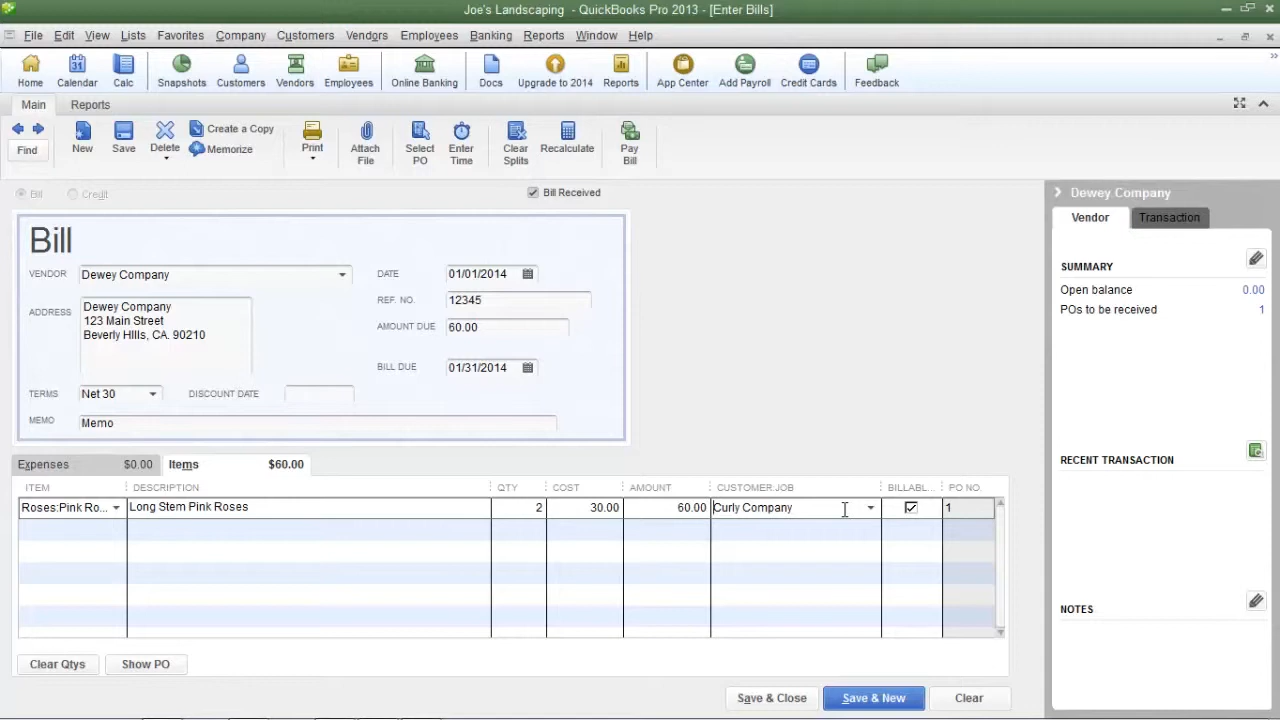 Joe's Landscaping - QuickBooks Pro 2013 - [Enter Bills]
File Edit View Lists Favorites Company Customers Vendors Employees Banking Reports Window Help
Home Calendar Calc Snapshots Customers Vendors Employees Online Banking Docs Upgrade to 2014 Reports App Center Add Payroll Credit Cards Feedback
Main Reports
Find New Save Delete Create a Copy Memorize Print Attach File Select PO Enter Time Clear Splits Recalculate Pay Bill
Bill Credit Bill Received
Dewey Company
Vendor Transaction
Bill
VENDOR Dewey Company DATE 01/01/2014
ADDRESS Dewey Company
123 Main Street
Beverly HIlls, CA. 90210
REF. NO. 12345
AMOUNT DUE 60.00
BILL DUE 01/31/2014
TERMS Net 30 DISCOUNT DATE
MEMO Memo
SUMMARY
Open balance 0.00
POs to be received 1
RECENT TRANSACTION
NOTES
Expenses $0.00 Items $60.00
ITEM DESCRIPTION QTY COST AMOUNT CUSTOMER:JOB BILLABL... PO NO.
Roses:Pink Ro... Long Stem Pink Roses 2 30.00 60.00 Curly Company 1
Clear Qtys Show PO
Save & Close Save & New Clear